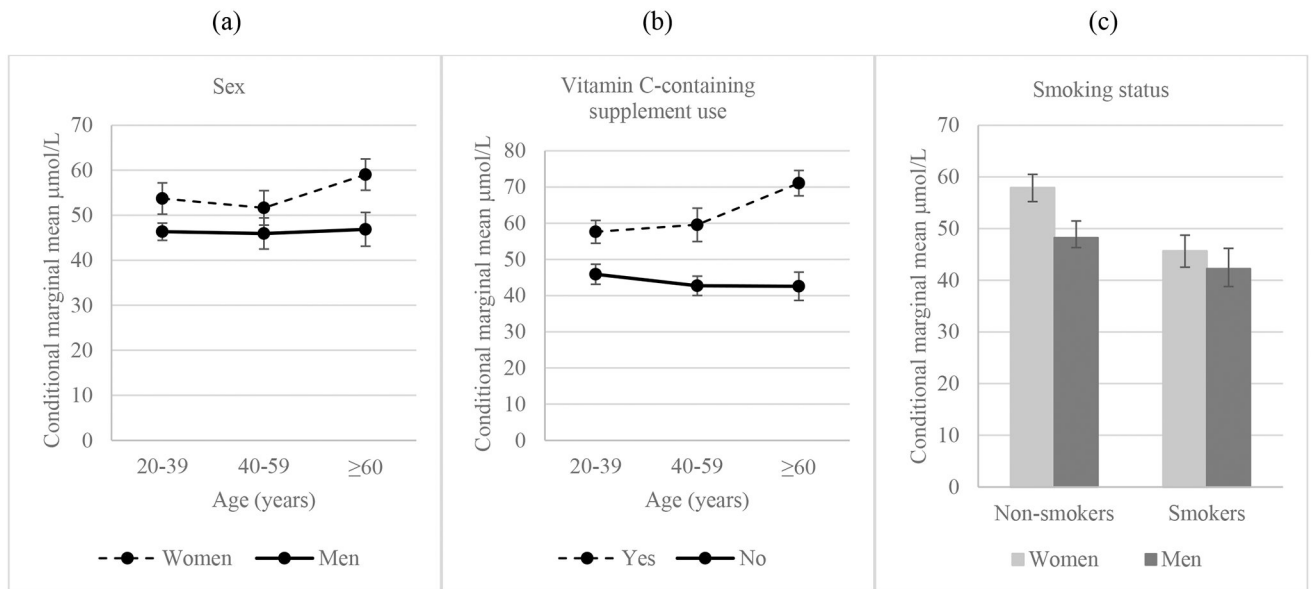 (a)
(b)
(c)
Sex
Conditional marginal mean µmol/L
70
60
50
40
30
20
10
0
20-39 40-59 ≥60
Age (years)
Women Men
Vitamin C-containing
supplement use
Conditional marginal mean µmol/L
80
70
60
50
40
30
20
10
0
20-39 40-59 ≥60
Age (years)
Yes No
Smoking status
Conditional marginal mean µmol/L
70
60
50
40
30
20
10
0
Non-smokers Smokers
Women Men